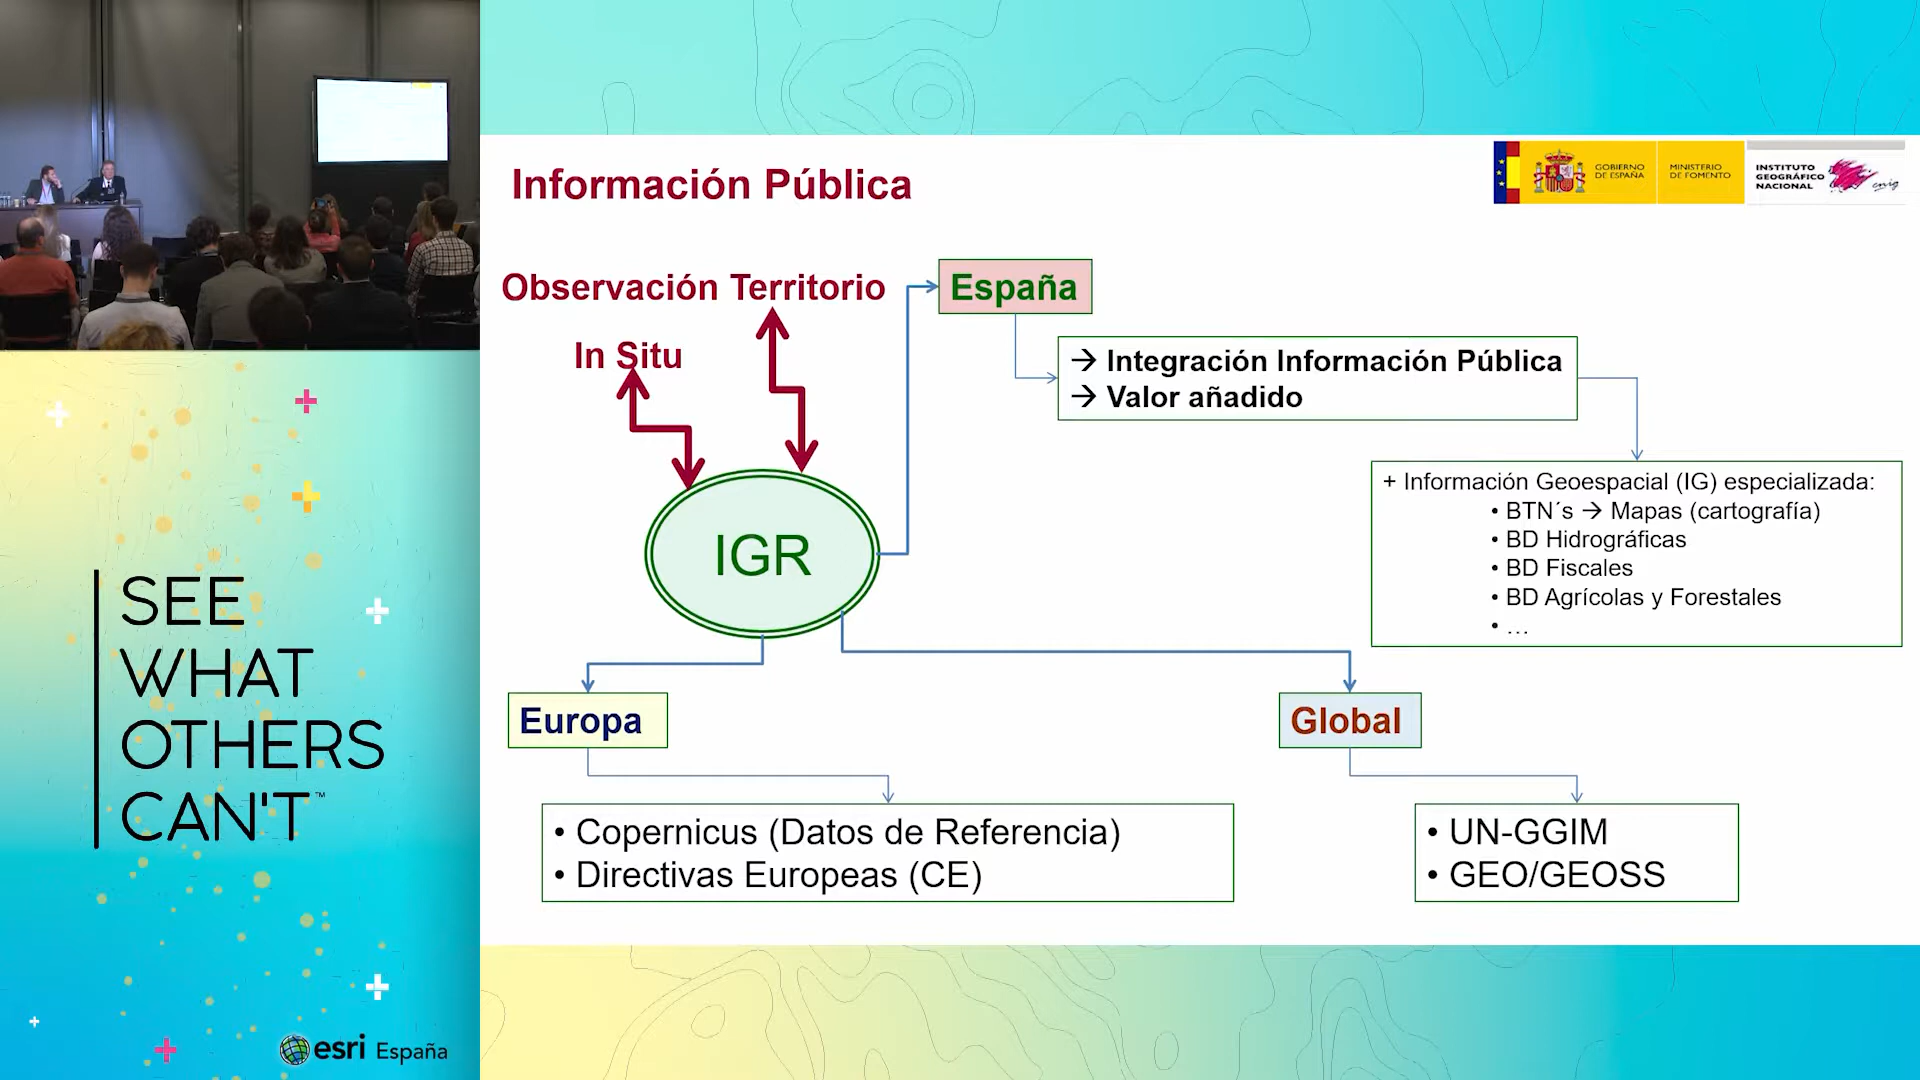 Información Pública
GOBIERNO
DE ESPAÑA
MINISTERIO
DE FOMENTO
INSTITUTO
GEOGRÁFICO
NACIONAL
cnig
Observación Territorio
In Situ
España
→ Integración Información Pública
→ Valor añadido
+ Información Geoespacial (IG) especializada:
• BTN´s → Mapas (cartografía)
• BD Hidrográficas
• BD Fiscales
• BD Agrícolas y Forestales
• …
IGR
Europa
Global
• Copernicus (Datos de Referencia)
• Directivas Europeas (CE)
• UN-GGIM
• GEO/GEOSS
SEE
WHAT
OTHERS
CAN'T™
esri España